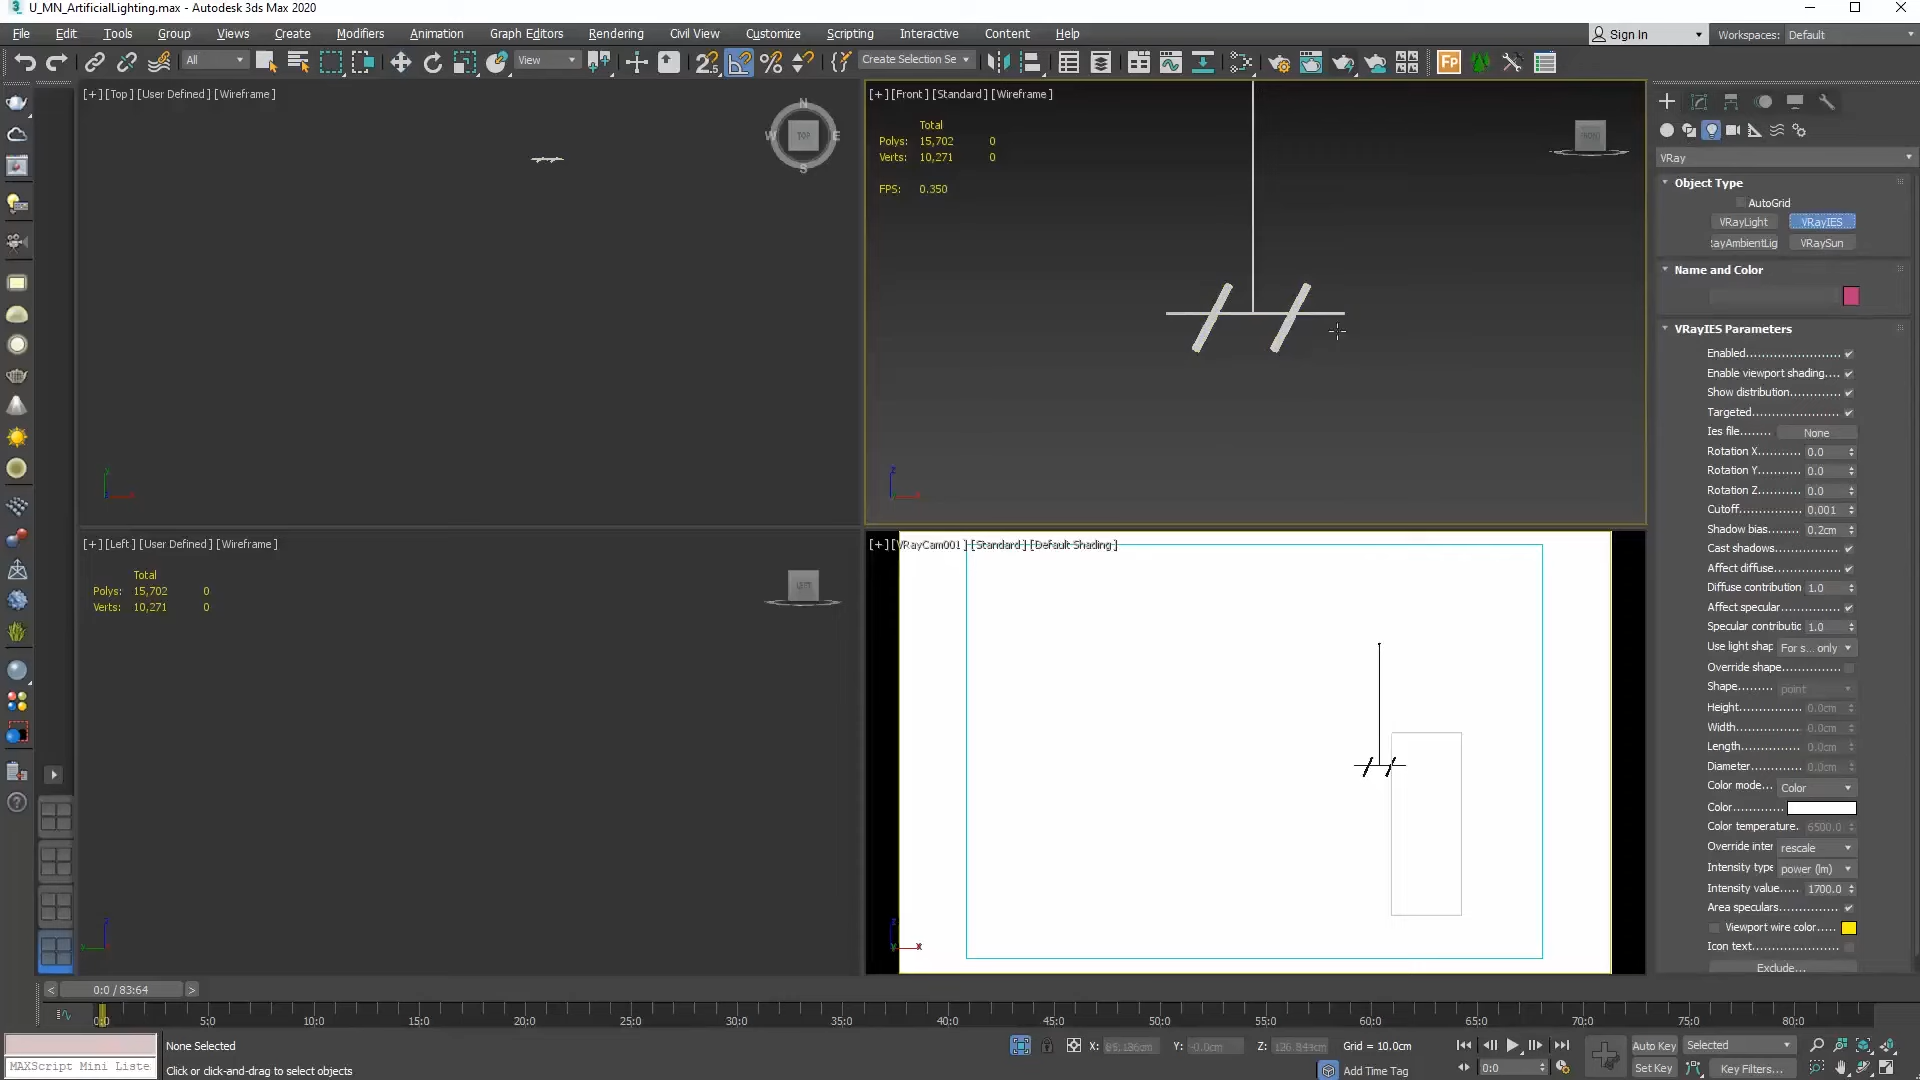 U_MN_ArtificialLighting.max - Autodesk 3ds Max 2020
File Edit Tools Group Views Create Modifiers Animation Graph Editors Rendering Civil View Customize Scripting Interactive Content Help
Sign In Workspaces: Default
All View Create Selection Se
[+] [Top] [User Defined] [Wireframe]
N
W TOP E
S
[+] [Front] [Standard] [Wireframe]
Total
Polys: 15,702 0
Verts: 10,271 0
FPS: 0.350
[+] [Left] [User Defined] [Wireframe]
Total
Polys: 15,702 0
Verts: 10,271 0
[+] [VRayCam001] [Standard] [Default Shading]
VRay
Object Type
AutoGrid
VRayLight VRayIES
ayAmbientLig VRaySun
Name and Color
VRayIES Parameters
Enabled
Enable viewport shading....
Show distribution
Targeted
Ies file........ None
Rotation X........... 0.0
Rotation Y........... 0.0
Rotation Z........... 0.0
Cutoff............. 0.001
Shadow bias....... 0.2cm
Cast shadows
Affect diffuse
Diffuse contribution 1.0
Affect specular
Specular contributic 1.0
Use light shap For s... only
Override shape
Shape......... point
Height............. 0.0cm
Width.............. 0.0cm
Length............. 0.0cm
Diameter........... 0.0cm
Color mode... Color
Color
Color temperature. 6500.0
Override inter rescale
Intensity type power (lm)
Intensity value..... 1700.0
Area speculars
Viewport wire color.....
Icon text
Exclude...
< 0:0 / 83:64 >
0:0 5:0 10:0 15:0 20:0 25:0 30:0 35:0 40:0 45:0 50:0 55:0 60:0 65:0 70:0 75:0 80:0
None Selected
MAXScript Mini Liste
Click or click-and-drag to select objects
X: Y: -0.0cm Z: Grid = 10.0cm
Add Time Tag
0:0
Auto Key Selected
Set Key Key Filters...